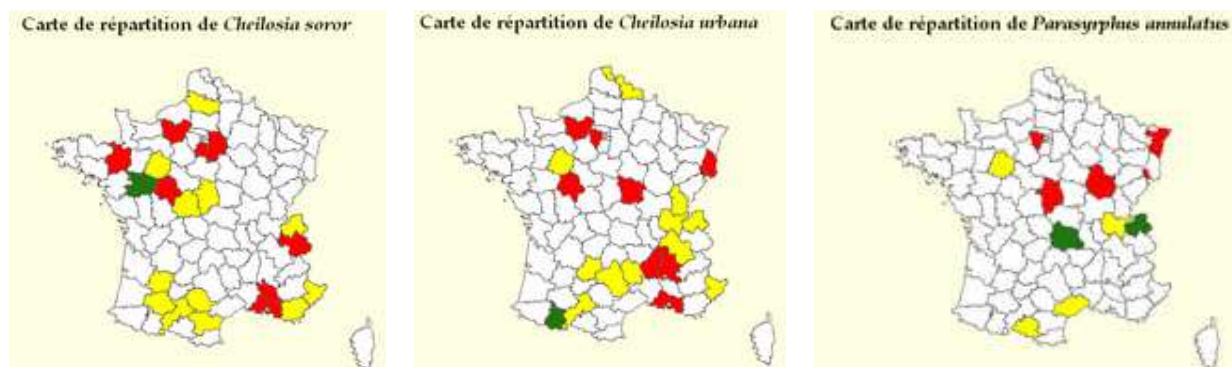 Carte de répartition de Cheilosia soror
Carte de répartition de Cheilosia urbana
Carte de répartition de Parasyrphus annulatus